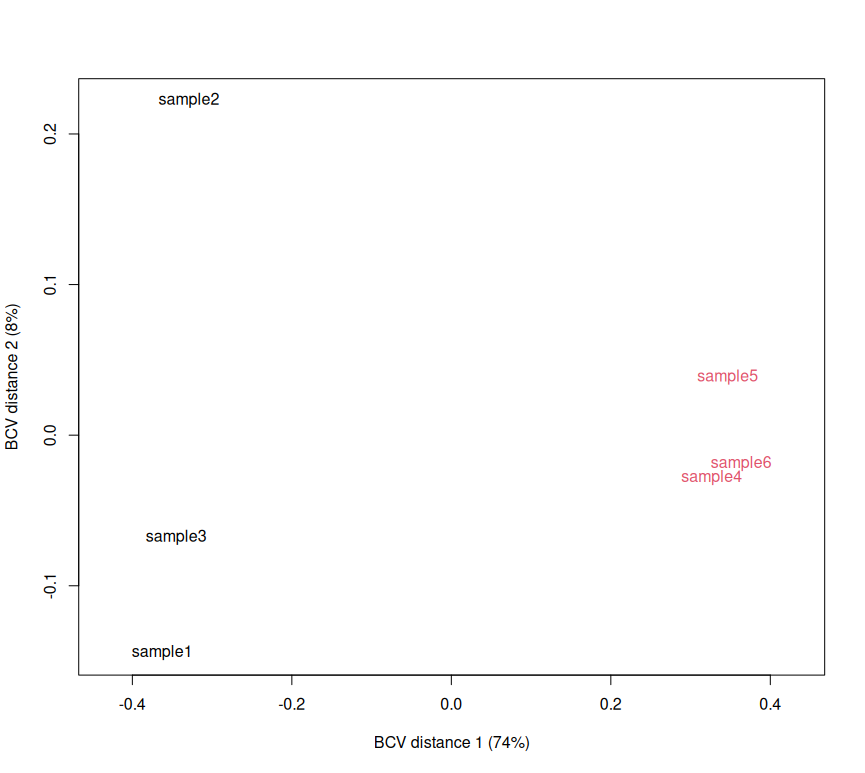 sample2
sample5
sample6
sample4
sample3
sample1
0.2
0.1
0.0
-0.1
BCV distance 2 (8%)
-0.4 -0.2 0.0 0.2 0.4
BCV distance 1 (74%)